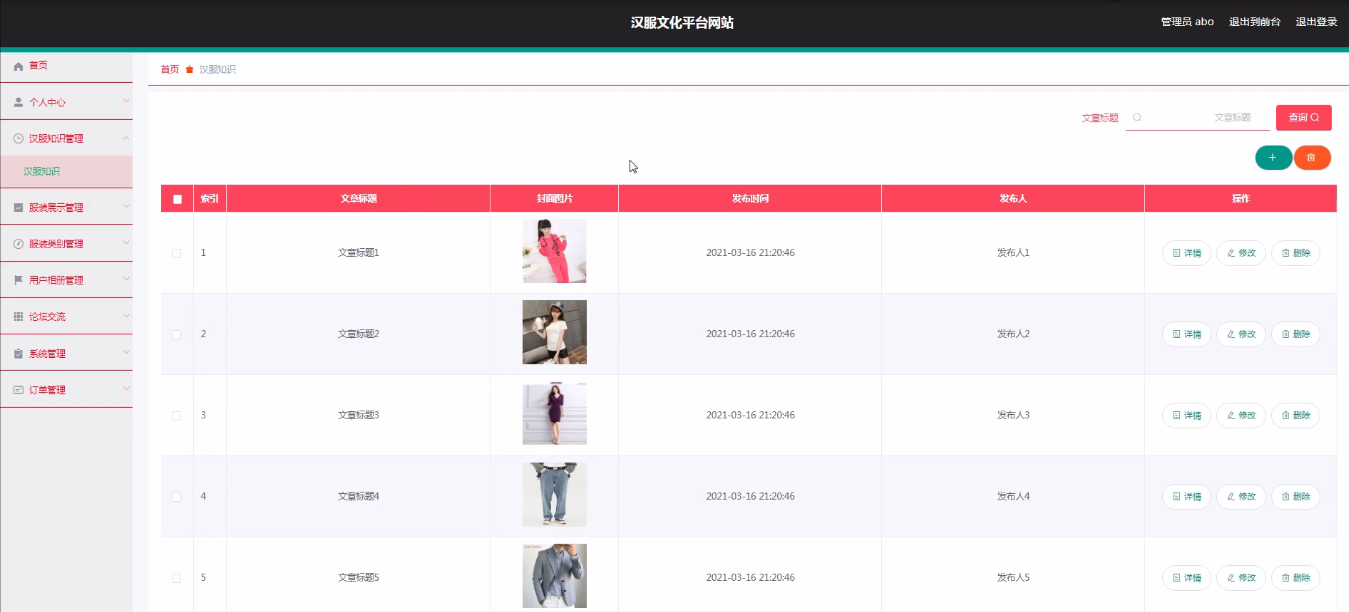 汉服文化平台网站
管理员 abo 退出到前台 退出登录
首页
个人中心
汉服知识管理
汉服知识
服装展示管理
服装类别管理
用户相册管理
论坛交流
系统管理
订单管理
首页 汉服知识
文章标题 文章标题 查询
索引 文章标题 封面图片 发布时间 发布人 操作
1 文章标题1 2021-03-16 21:20:46 发布人1 详情 修改 删除
2 文章标题2 2021-03-16 21:20:46 发布人2 详情 修改 删除
3 文章标题3 2021-03-16 21:20:46 发布人3 详情 修改 删除
4 文章标题4 2021-03-16 21:20:46 发布人4 详情 修改 删除
5 文章标题5 2021-03-16 21:20:46 发布人5 详情 修改 删除